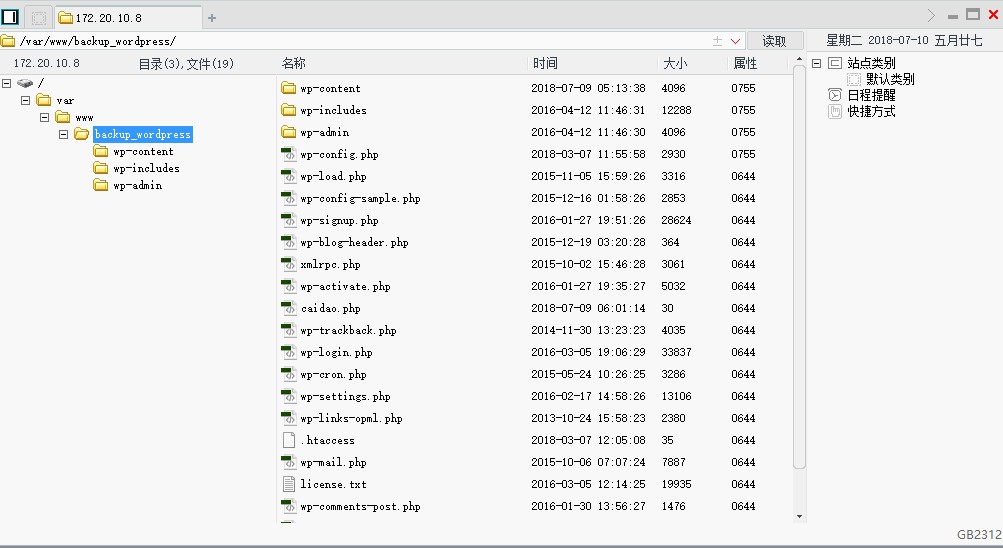 172.20.10.8
/var/www/backup_wordpress/ 读取 星期二 2018-07-10 五月廿七
172.20.10.8 目录(3),文件(19)
/
var
www
backup_wordpress
wp-content
wp-includes
wp-admin
名称 时间 大小 属性
wp-content 2018-07-09 05:13:38 4096 0755
wp-includes 2016-04-12 11:46:31 12288 0755
wp-admin 2016-04-12 11:46:30 4096 0755
wp-config.php 2018-03-07 11:55:58 2930 0755
wp-load.php 2015-11-05 15:59:26 3316 0644
wp-config-sample.php 2015-12-16 01:58:26 2853 0644
wp-signup.php 2016-01-27 19:51:26 28624 0644
wp-blog-header.php 2015-12-19 03:20:28 364 0644
xmlrpc.php 2015-10-02 15:46:28 3061 0644
wp-activate.php 2016-01-27 19:35:27 5032 0644
caidao.php 2018-07-09 06:01:14 30 0644
wp-trackback.php 2014-11-30 13:23:23 4035 0644
wp-login.php 2016-03-05 19:06:29 33837 0644
wp-cron.php 2015-05-24 10:26:25 3286 0644
wp-settings.php 2016-02-17 14:58:26 13106 0644
wp-links-opml.php 2013-10-24 15:58:23 2380 0644
.htaccess 2018-03-07 12:05:08 35 0644
wp-mail.php 2015-10-06 07:07:24 7887 0644
license.txt 2016-03-05 12:14:25 19935 0644
wp-comments-post.php 2016-01-30 13:56:27 1476 0644
站点类别
默认类别
日程提醒
快捷方式
GB2312